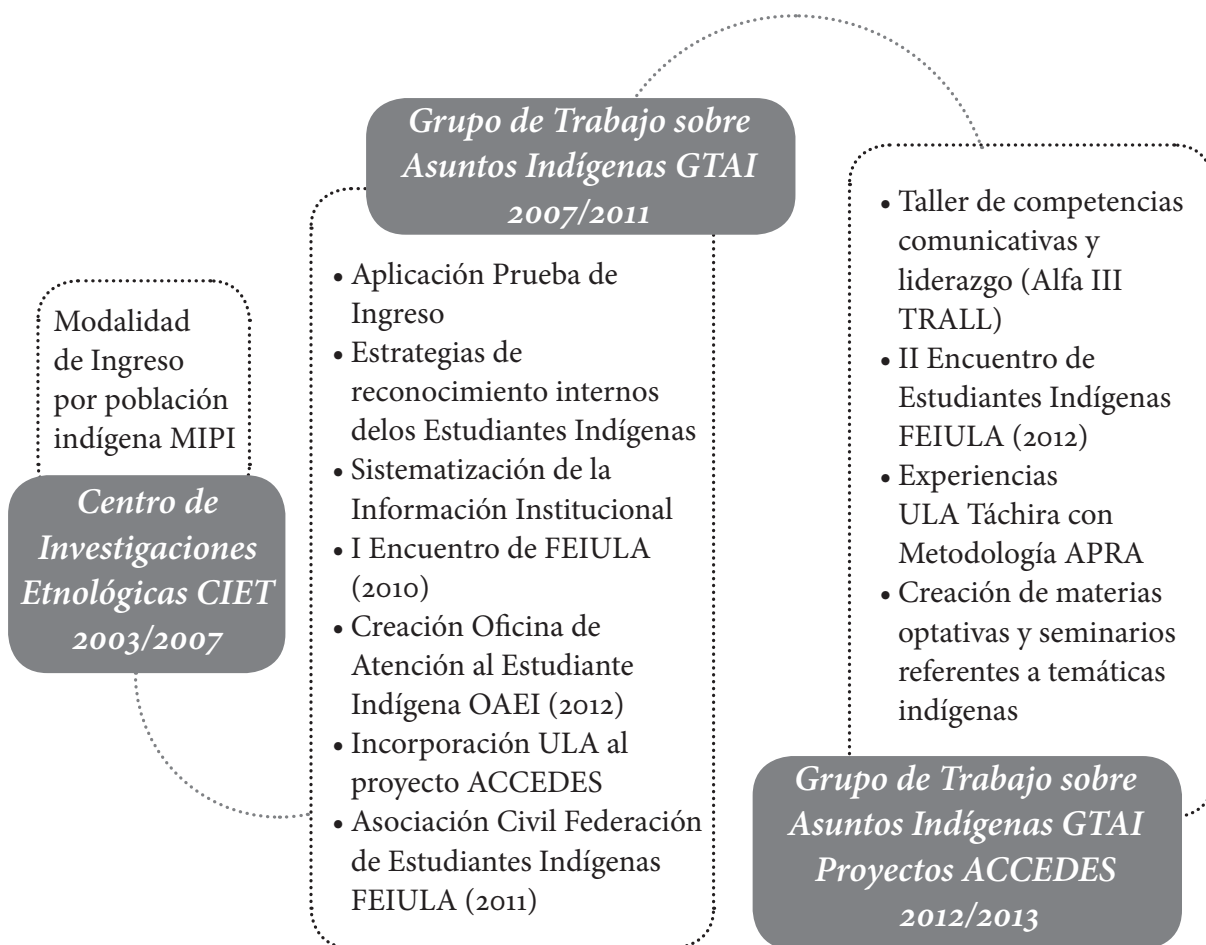 Modalidad
de Ingreso
por población
indígena MIPI
Centro de
Investigaciones
Etnológicas CIET
2003/2007
Grupo de Trabajo sobre
Asuntos Indígenas GTAI
2007/2011
• Aplicación Prueba de
Ingreso
• Estrategias de
reconocimiento internos
delos Estudiantes Indígenas
• Sistematización de la
Información Institucional
• I Encuentro de FEIULA
(2010)
• Creación Oficina de
Atención al Estudiante
Indígena OAEI (2012)
• Incorporación ULA al
proyecto ACCEDES
• Asociación Civil Federación
de Estudiantes Indígenas
FEIULA (2011)
• Taller de competencias
comunicativas y
liderazgo (Alfa III
TRALL)
• II Encuentro de
Estudiantes Indígenas
FEIULA (2012)
• Experiencias
ULA Táchira con
Metodología APRA
• Creación de materias
optativas y seminarios
referentes a temáticas
indígenas
Grupo de Trabajo sobre
Asuntos Indígenas GTAI
Proyectos ACCEDES
2012/2013